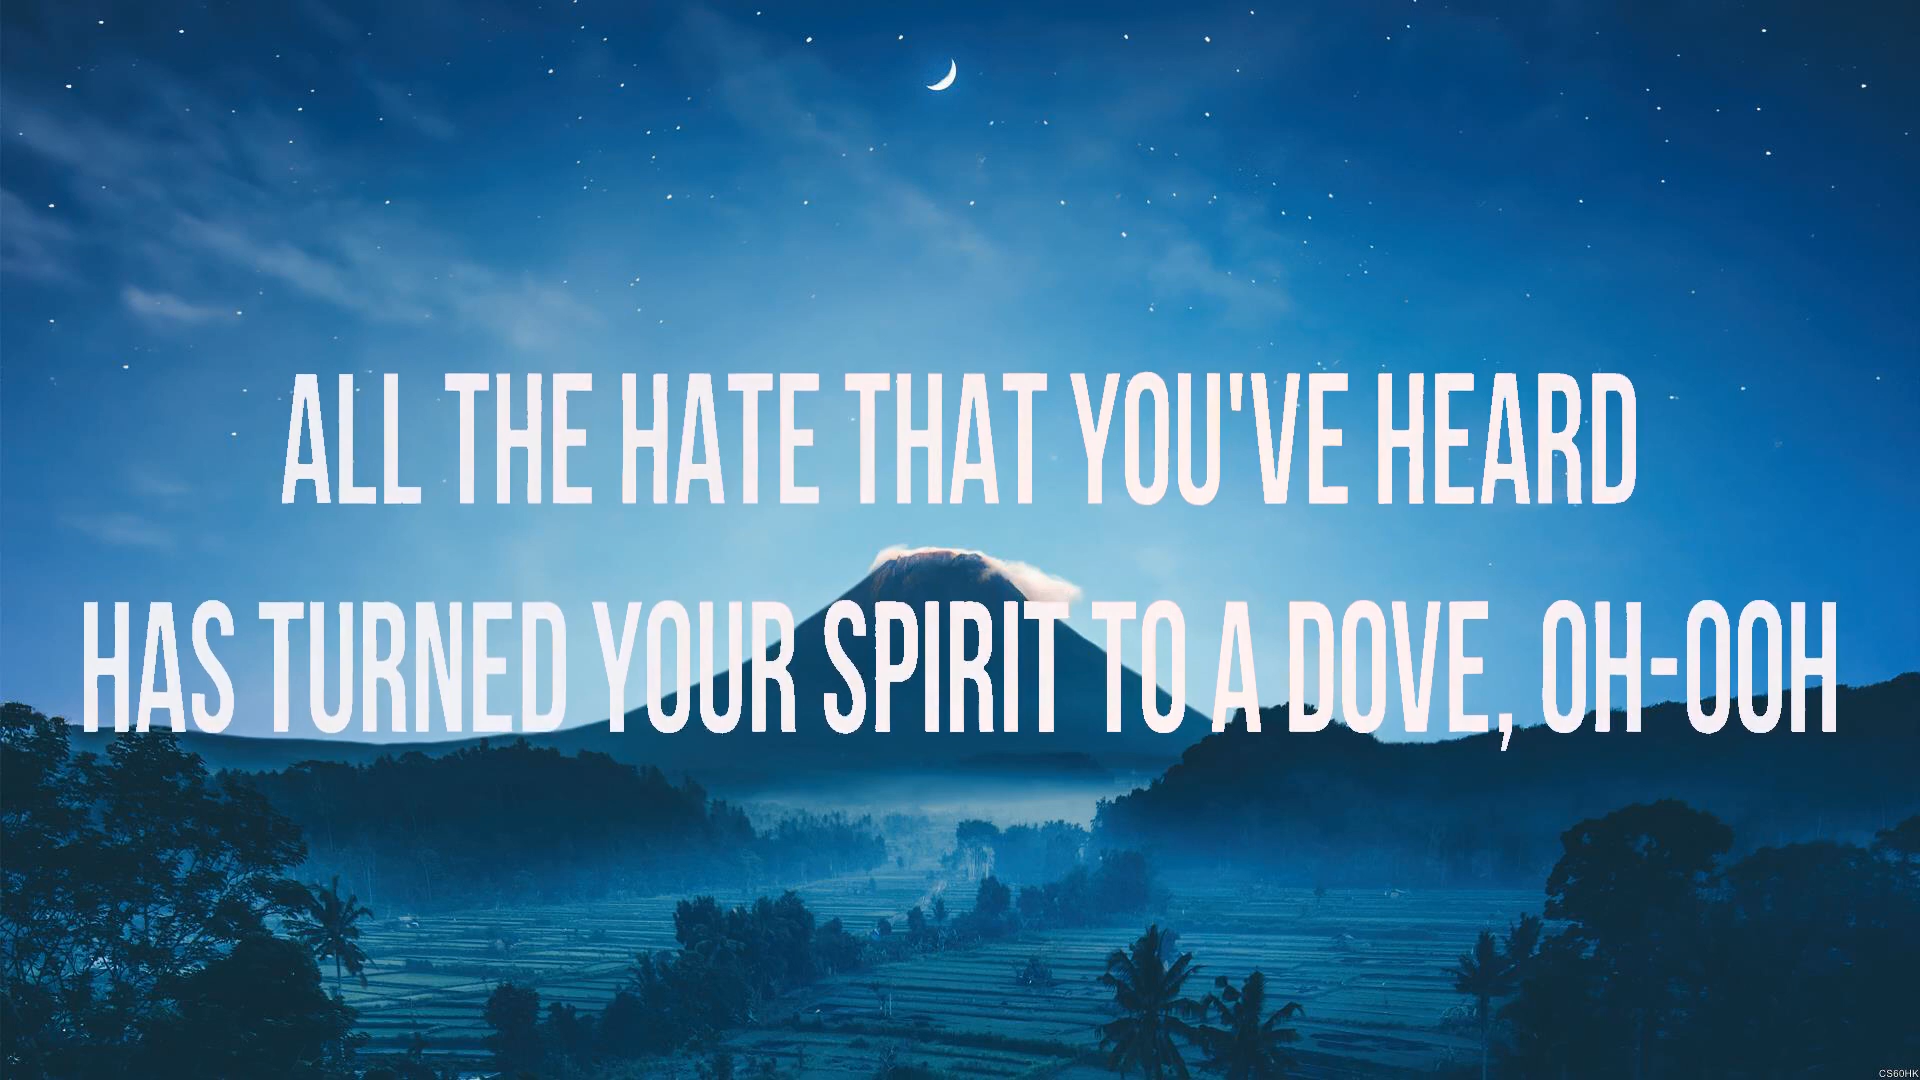 ALL THE HATE THAT YOU'VE HEARD
HAS TURNED YOUR SPIRIT TO A DOVE, OH-OOH
CS60HK